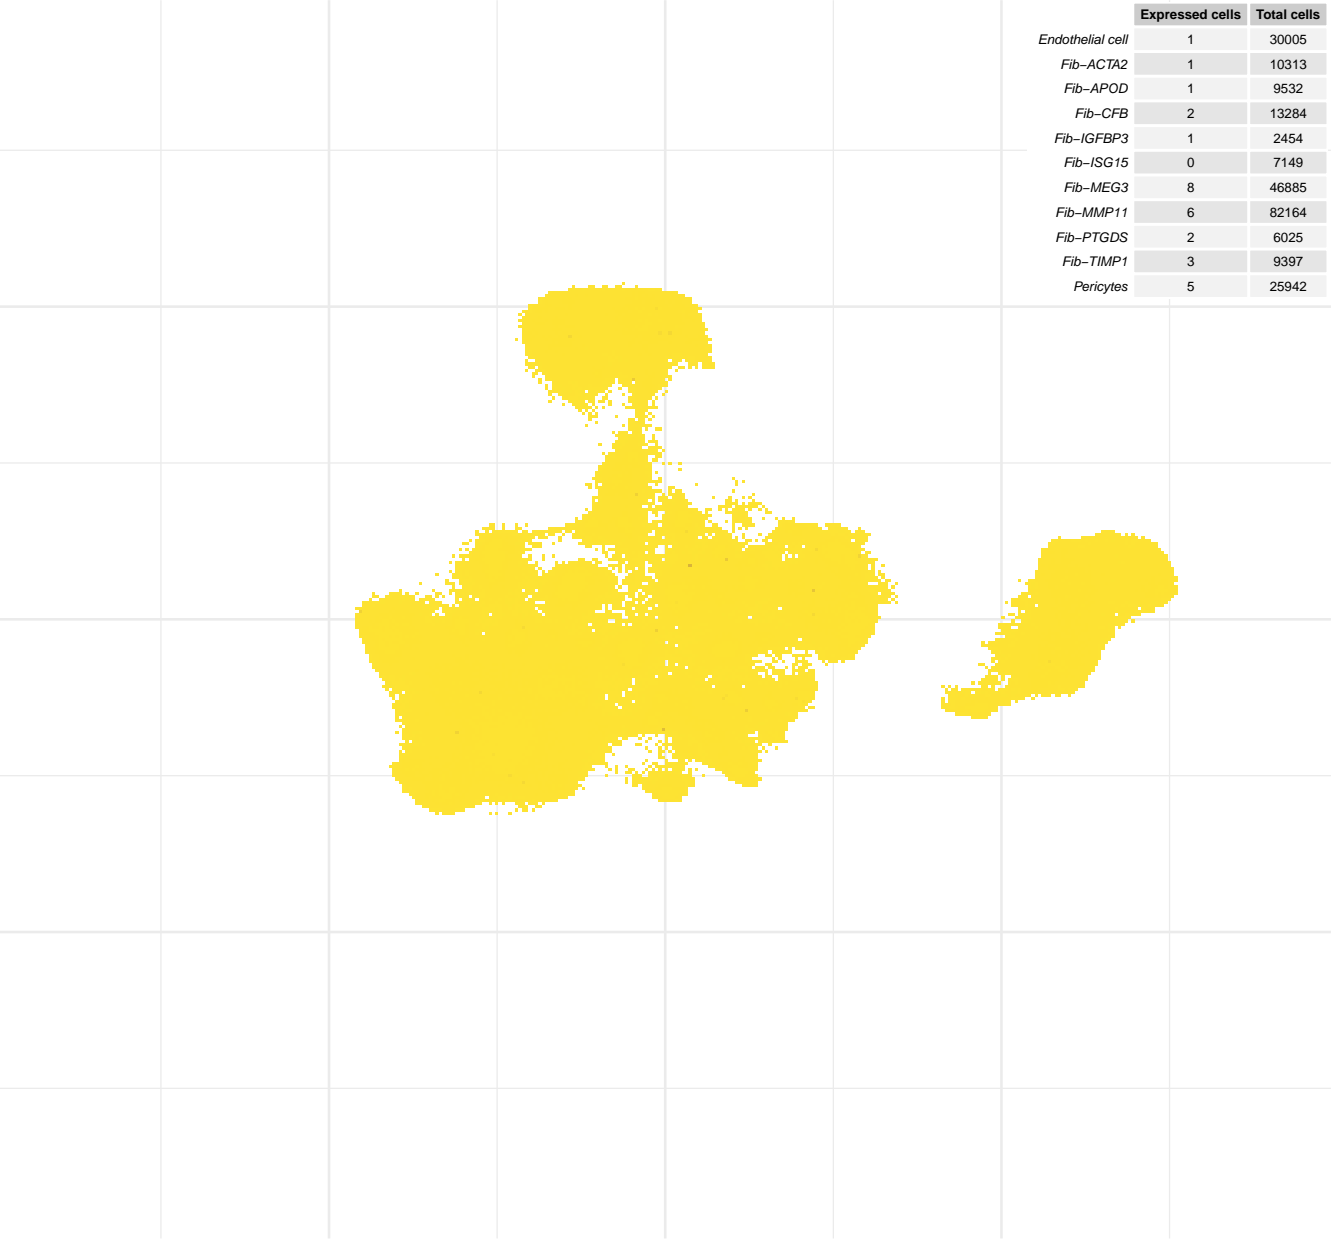 Expressed cells Total cells
Endothelial cell 1 30005
Fib−ACTA2 1 10313
Fib−APOD 1 9532
Fib−CFB 2 13284
Fib−IGFBP3 1 2454
Fib−ISG15 0 7149
Fib−MEG3 8 46885
Fib−MMP11 6 82164
Fib−PTGDS 2 6025
Fib−TIMP1 3 9397
Pericytes 5 25942